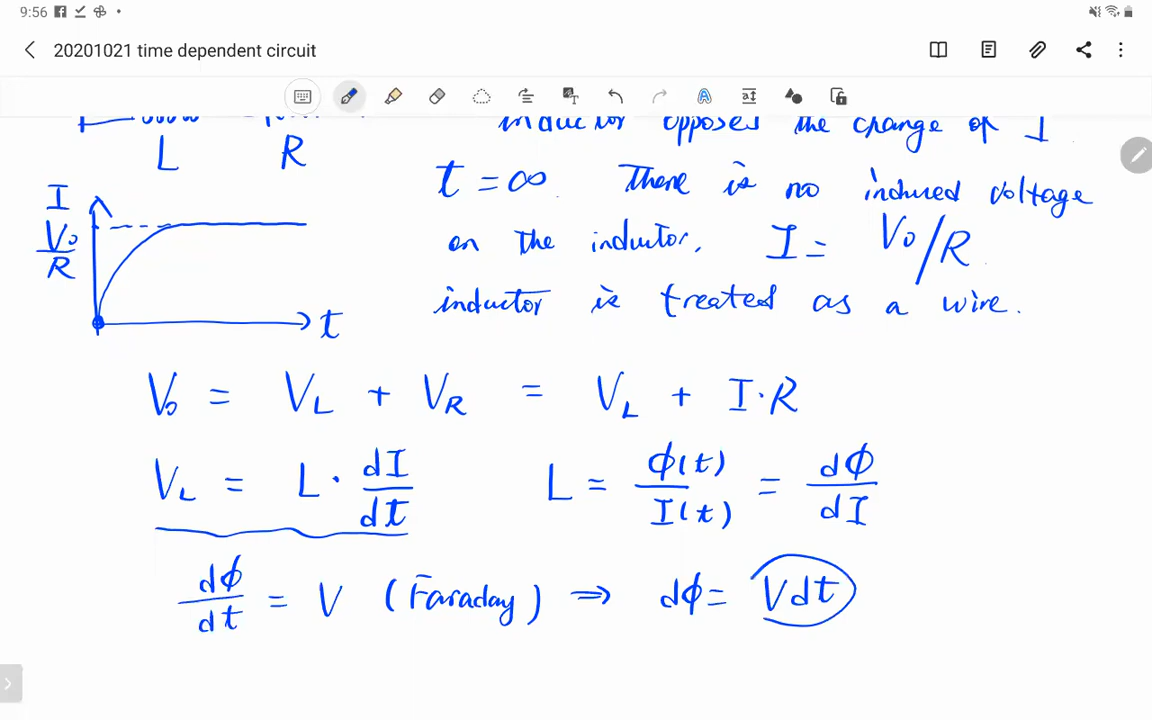 9:56
20201021 time dependent circuit
L R
inductor opposes the change of I
t = ∞ There is no induced voltage
on the inductor. I = V₀/R
inductor is treated as a wire.
I
V₀/R
t
V₀ = V_L + V_R = V_L + I·R
V_L = L · dI/dt L = Φ(t)/I(t) = dΦ/dI
dΦ/dt = V (Faraday) ⇒ dΦ = Vdt